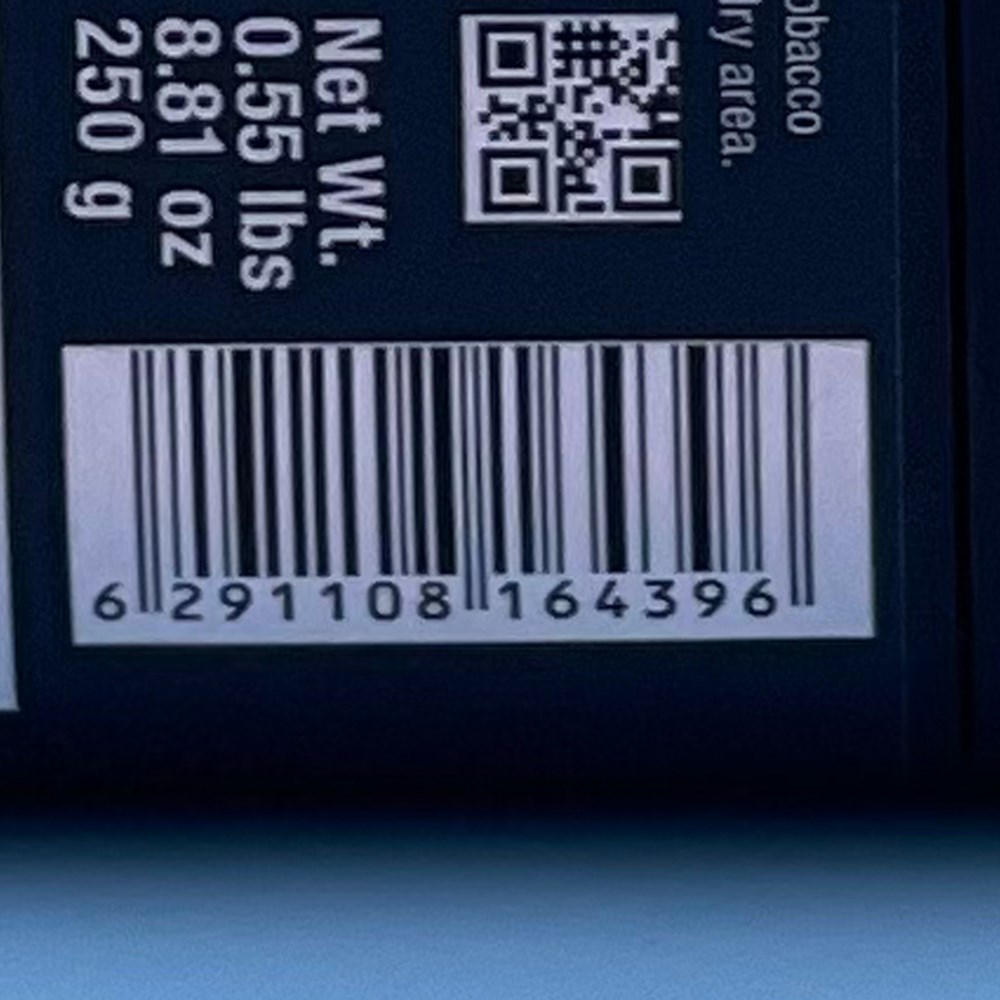 obacco
dry area.
Net Wt.
0.55 lbs
8.81 oz
250 g
6 291108 164396